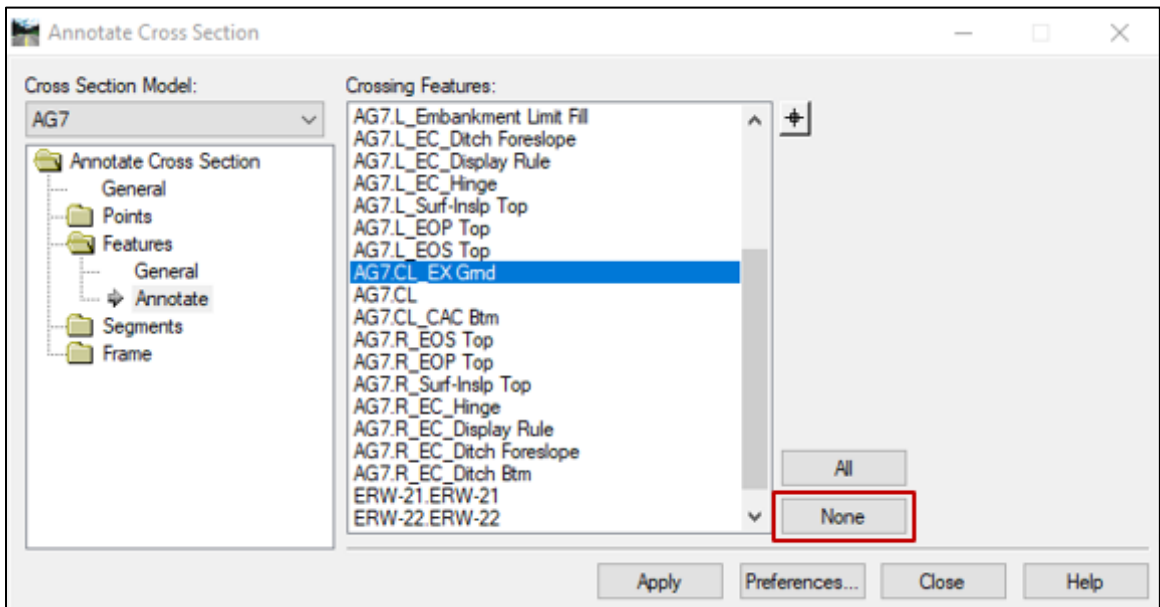 Annotate Cross Section
Cross Section Model:
AG7
Annotate Cross Section
General
Points
Features
General
Annotate
Segments
Frame
Crossing Features:
AG7.L_Embankment Limit Fill
AG7.L_EC_Ditch Foreslope
AG7.L_EC_Display Rule
AG7.L_EC_Hinge
AG7.L_Surf-Inslp Top
AG7.L_EOP Top
AG7.L_EOS Top
AG7.CL_EX Grnd
AG7.CL
AG7.CL_CAC Btm
AG7.R_EOS Top
AG7.R_EOP Top
AG7.R_Surf-Inslp Top
AG7.R_EC_Hinge
AG7.R_EC_Display Rule
AG7.R_EC_Ditch Foreslope
AG7.R_EC_Ditch Btm
ERW-21.ERW-21
ERW-22.ERW-22
All
None
Apply
Preferences...
Close
Help